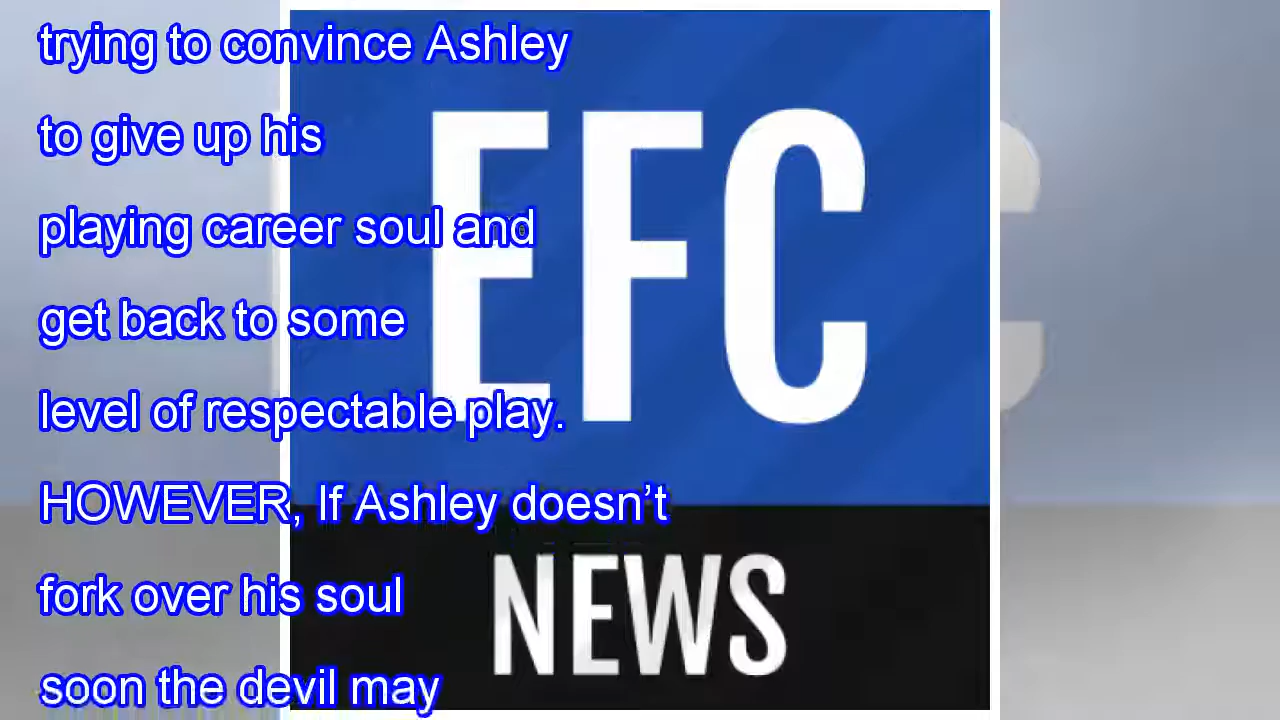 trying to convince Ashley
to give up his
playing career soul and
get back to some
level of respectable play.
HOWEVER, If Ashley doesn’t
fork over his soul
soon the devil may
EFC
NEWS